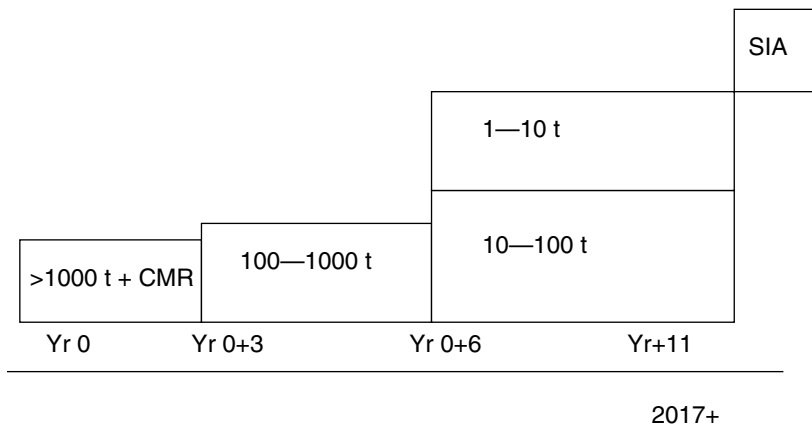 SIA
1—10 t
10—100 t
100—1000 t
>1000 t + CMR
Yr 0
Yr 0+3
Yr 0+6
Yr+11
2017+